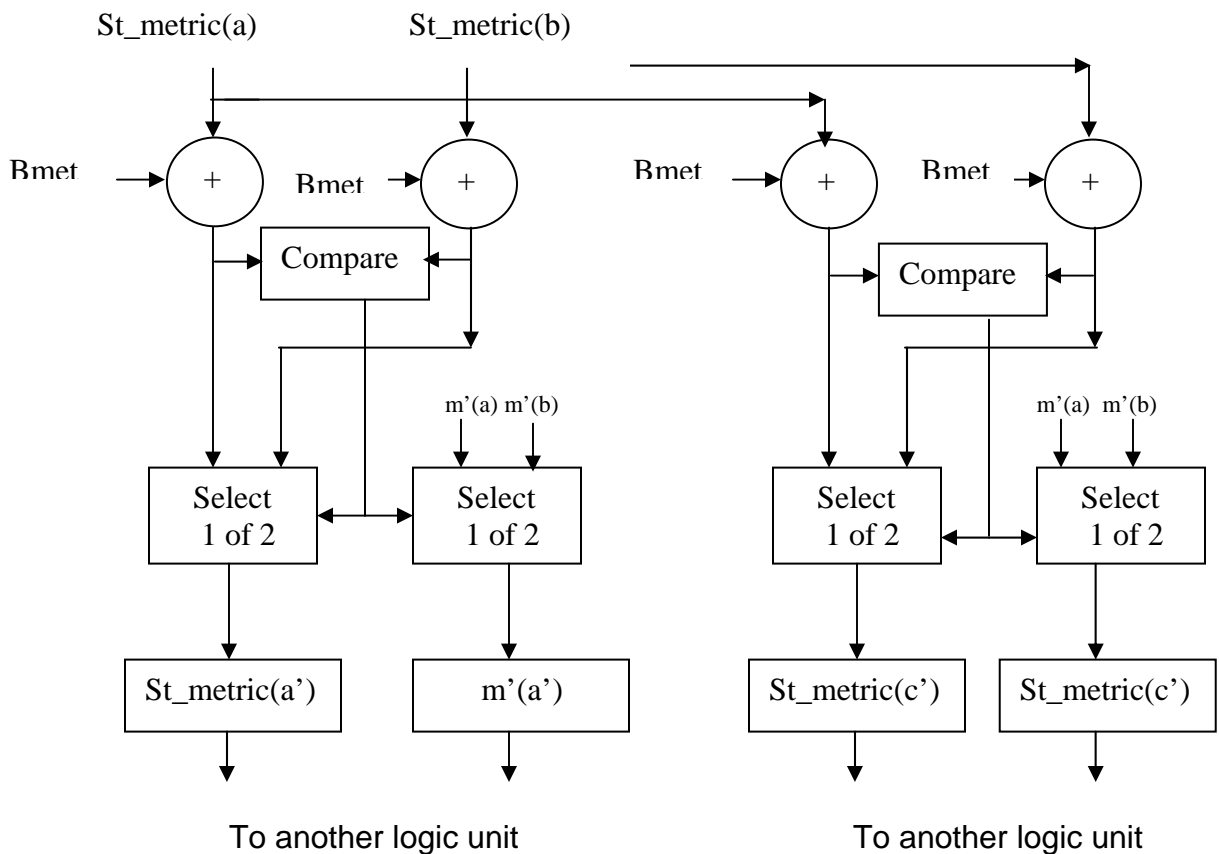 St_metric(a) St_metric(b)
Bmet + Bmet + Bmet + Bmet +
Compare Compare
m’(a) m’(b) m’(a) m’(b)
Select Select Select Select
1 of 2 1 of 2 1 of 2 1 of 2
St_metric(a’) m’(a’) St_metric(c’) St_metric(c’)
To another logic unit To another logic unit